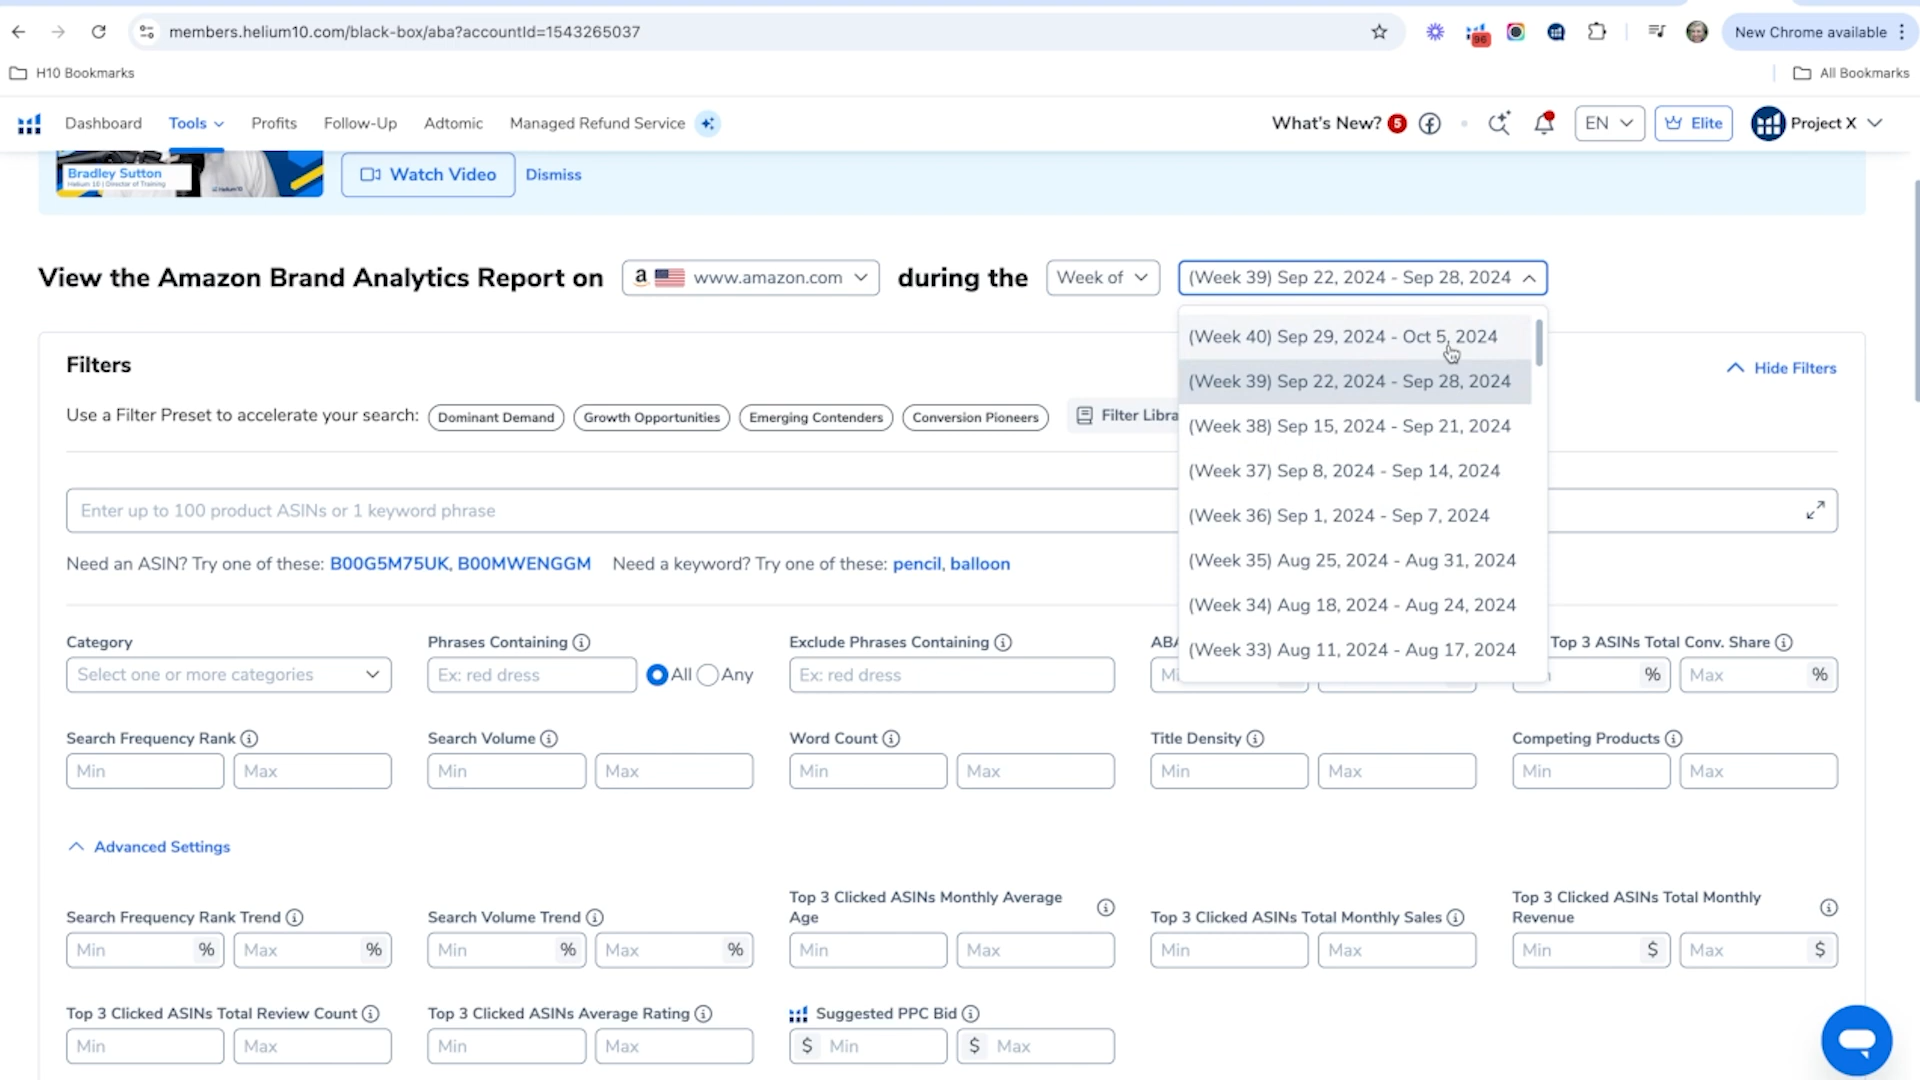 members.helium10.com/black-box/aba?accountId=1543265037
96
New Chrome available
H10 Bookmarks
All Bookmarks
Dashboard
Tools
Profits
Follow-Up
Adtomic
Managed Refund Service
What's New? 5
EN
Elite
Project X
Bradley Sutton
Helium 10 | Director of Training
Watch Video
Dismiss
View the Amazon Brand Analytics Report on
www.amazon.com
during the
Week of
(Week 39) Sep 22, 2024 - Sep 28, 2024
(Week 40) Sep 29, 2024 - Oct 5, 2024
(Week 39) Sep 22, 2024 - Sep 28, 2024
(Week 38) Sep 15, 2024 - Sep 21, 2024
(Week 37) Sep 8, 2024 - Sep 14, 2024
(Week 36) Sep 1, 2024 - Sep 7, 2024
(Week 35) Aug 25, 2024 - Aug 31, 2024
(Week 34) Aug 18, 2024 - Aug 24, 2024
(Week 33) Aug 11, 2024 - Aug 17, 2024
Filters
Hide Filters
Use a Filter Preset to accelerate your search:
Dominant Demand
Growth Opportunities
Emerging Contenders
Conversion Pioneers
Filter Libra
Enter up to 100 product ASINs or 1 keyword phrase
Need an ASIN? Try one of these: B00G5M75UK, B00MWENGGM Need a keyword? Try one of these: pencil, balloon
Category
Select one or more categories
Phrases Containing
Ex: red dress
All
Any
Exclude Phrases Containing
Ex: red dress
ABA
Top 3 ASINs Total Conv. Share
%
Max %
Search Frequency Rank
Min Max
Search Volume
Min Max
Word Count
Min Max
Title Density
Min Max
Competing Products
Min Max
Advanced Settings
Search Frequency Rank Trend
Min % Max %
Search Volume Trend
Min % Max %
Top 3 Clicked ASINs Monthly Average
Age
Min Max
Top 3 Clicked ASINs Total Monthly Sales
Min Max
Top 3 Clicked ASINs Total Monthly
Revenue
Min $ Max $
Top 3 Clicked ASINs Total Review Count
Min Max
Top 3 Clicked ASINs Average Rating
Min Max
Suggested PPC Bid
$ Min $ Max